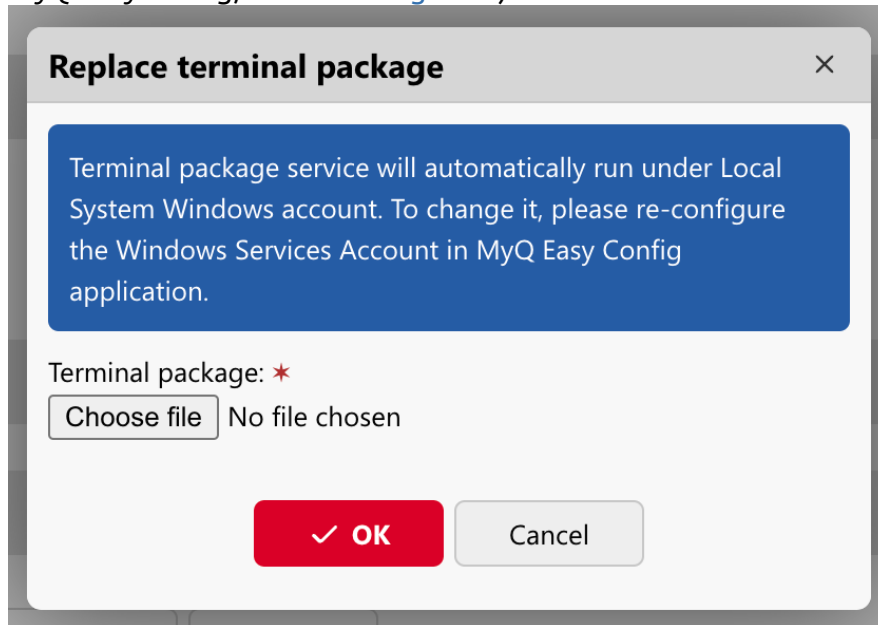 Replace terminal package
Terminal package service will automatically run under Local
System Windows account. To change it, please re-configure
the Windows Services Account in MyQ Easy Config
application.
Terminal package: *
Choose file No file chosen
OK Cancel